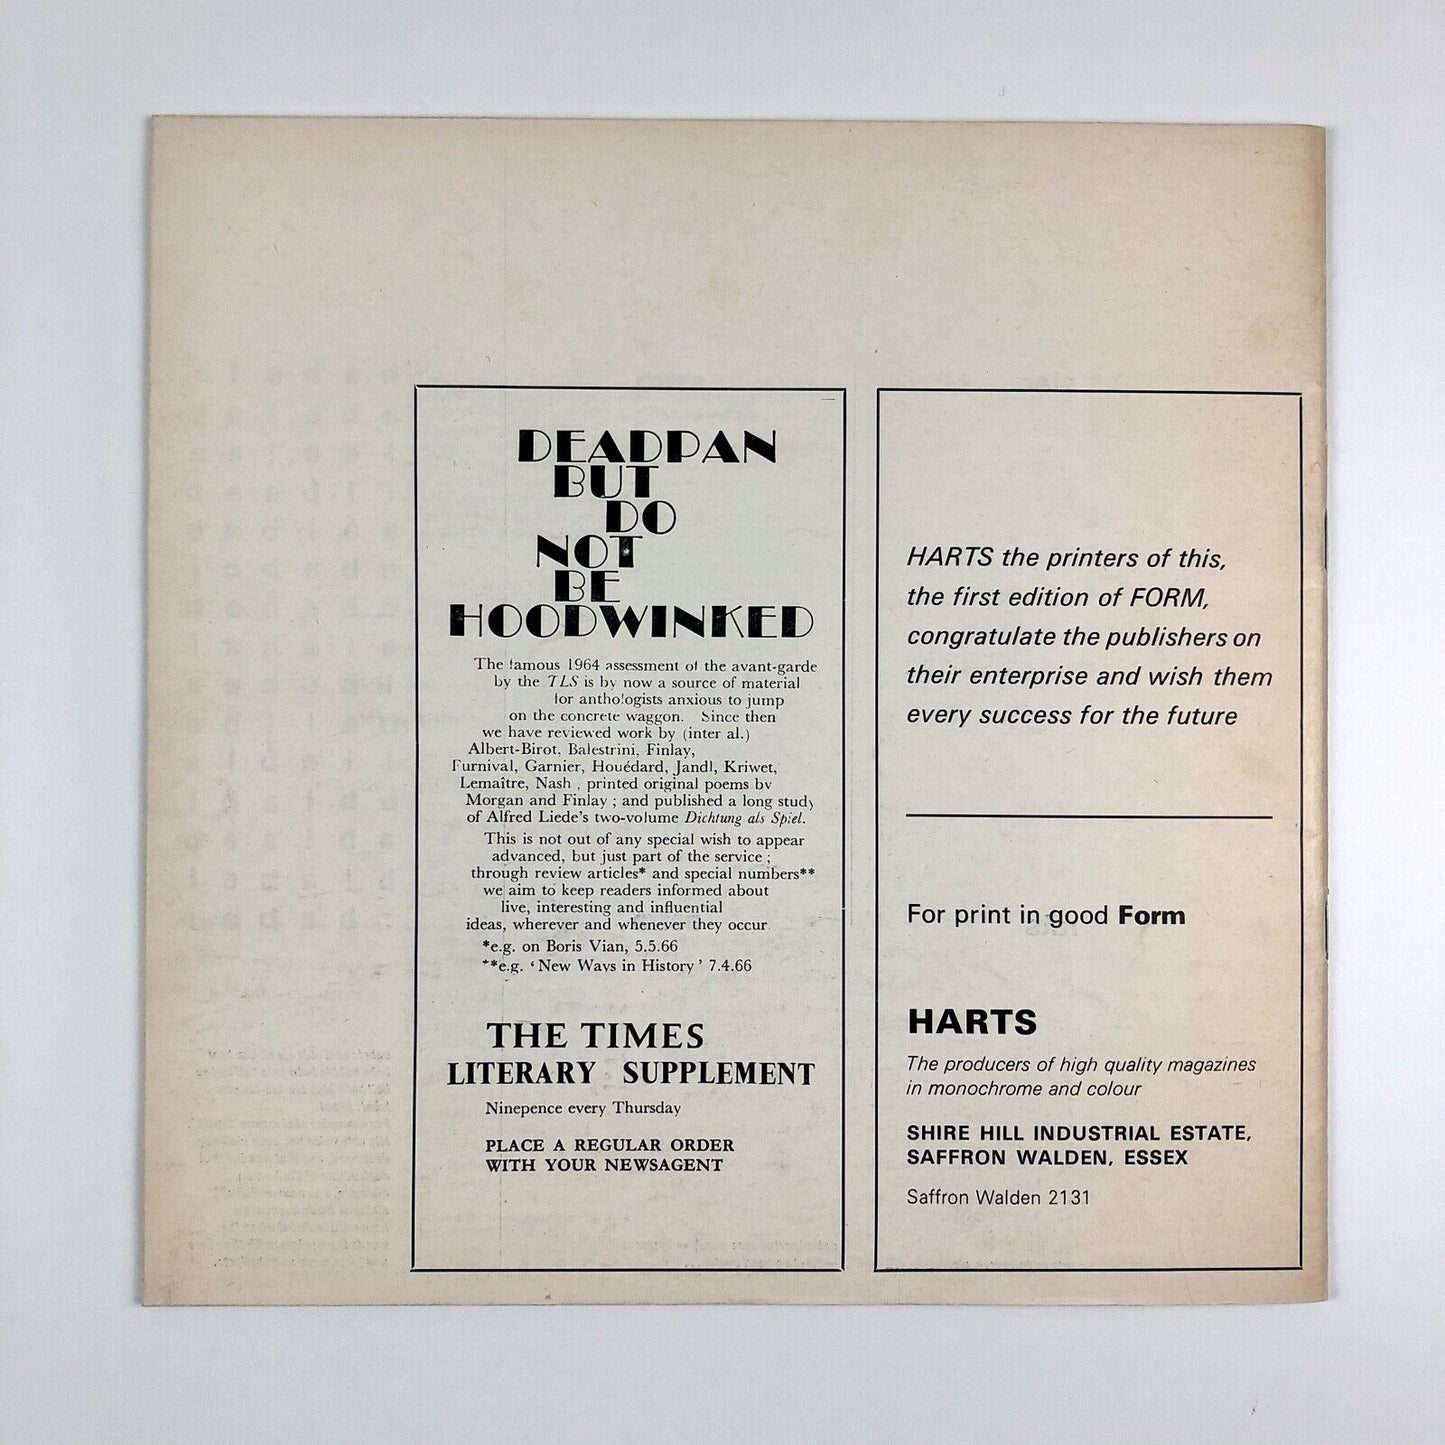 DEADPAN
BUT
DO
NOT
BE
HOODWINKED
The famous 1964 assessment of the avant-garde
by the TLS is by now a source of material
for anthologists anxious to jump
on the concrete waggon. Since then
we have reviewed work by (inter al.)
Albert-Birot, Balestrini, Finlay,
Furnival, Garnier, Houédard, Jandl, Kriwet,
Lemaître, Nash , printed original poems by
Morgan and Finlay ; and published a long study
of Alfred Liede's two-volume Dichtung als Spiel.
This is not out of any special wish to appear
advanced, but just part of the service ;
through review articles* and special numbers**
we aim to keep readers informed about
live, interesting and influential
ideas, wherever and whenever they occur
*e.g. on Boris Vian, 5.5.66
**e.g. ‘ New Ways in History ’ 7.4.66
THE TIMES
LITERARY SUPPLEMENT
Ninepence every Thursday
PLACE A REGULAR ORDER
WITH YOUR NEWSAGENT
HARTS the printers of this,
the first edition of FORM,
congratulate the publishers on
their enterprise and wish them
every success for the future
For print in good Form
HARTS
The producers of high quality magazines
in monochrome and colour
SHIRE HILL INDUSTRIAL ESTATE,
SAFFRON WALDEN, ESSEX
Saffron Walden 2131